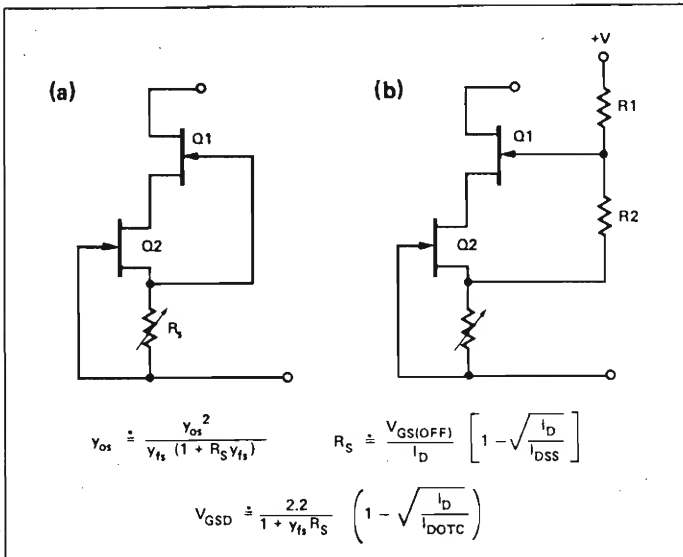 (a)
Q1
Q2
Rs
(b)
+V
R1
Q1
R2
Q2
yos ≐ yos² / yfs (1 + RS yfs)
RS ≐ VGS(OFF) / ID [ 1 − √(ID / IDSS) ]
VGSD ≐ 2.2 / 1 + yfs RS ( 1 − √(ID / IDOTC) )